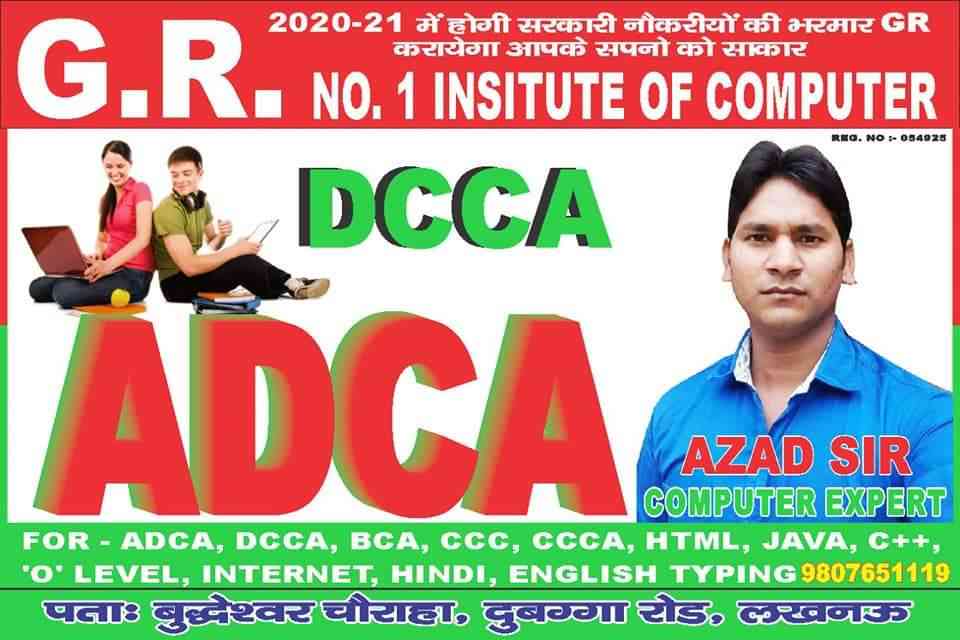 G.R.
2020-21 में होगी सरकारी नौकरीयों की भरमार GR
करायेगा आपके सपनो को साकार
NO. 1 INSITUTE OF COMPUTER
REG. NO :- 054925
DCCA
ADCA
AZAD SIR
COMPUTER EXPERT
FOR - ADCA, DCCA, BCA, CCC, CCCA, HTML, JAVA, C++,
'O' LEVEL, INTERNET, HINDI, ENGLISH TYPING 9807651119
पताः बुद्धेश्वर चौराहा, दुबग्गा रोड, लखनऊ